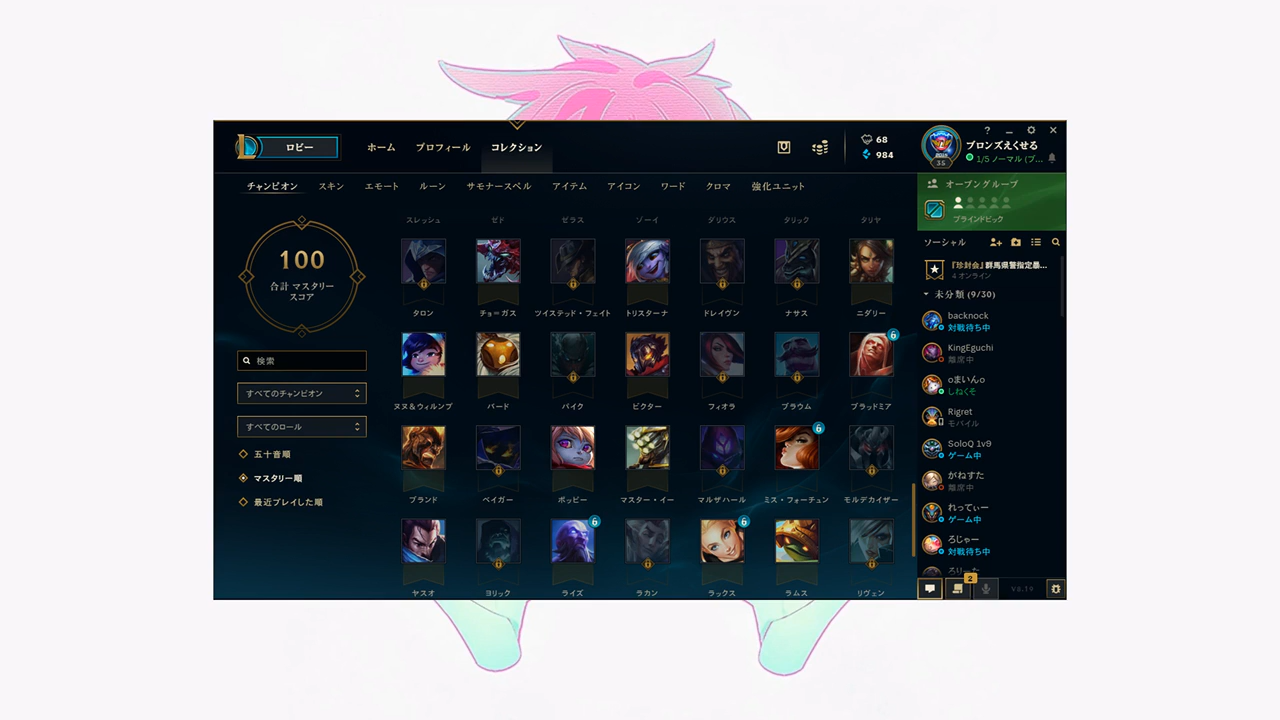 ロビー
ホーム
プロフィール
コレクション
68
984
?
35
ブロンズえくせる
1/5 ノーマル (ブ...
チャンピオン
スキン
エモート
ルーン
サモナースペル
アイテム
アイコン
ワード
クロマ
強化ユニット
100
合計 マスタリー
スコア
検索
すべてのチャンピオン
すべてのロール
五十音順
マスタリー順
最近プレイした順
スレッシュ
ゼド
ゼラス
ゾーイ
ダリウス
タリック
タリヤ
タロン
チョ=ガス
ツイステッド・フェイト
トリスターナ
ドレイヴン
ナサス
ニダリー
6
ヌヌ&ウィルンプ
バード
パイク
ビクター
フィオラ
ブラウム
ブラッドミア
6
ブランド
ベイガー
ポッピー
マスター・イー
マルザハール
ミス・フォーチュン
モルデカイザー
6
6
ヤスオ
ヨリック
ライズ
ラカン
ラックス
ラムス
リヴェン
オープングループ
ブラインドピック
ソーシャル
『珍封会』群馬県警指定暴...
4 オンライン
未分類 (9/30)
backnock
対戦待ち中
KingEguchi
離席中
oまいんo
しねくそ
Rigret
モバイル
SoloQ 1v9
ゲーム中
がねすた
離席中
れってぃー
ゲーム中
ろじゃー
対戦待ち中
ろりーた
2
V8.19